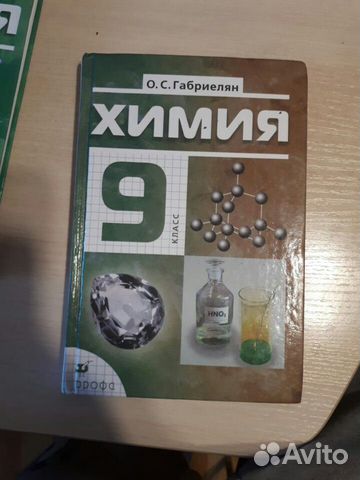 О. С. Габриелян
ХИМИЯ
9
КЛАСС
HNO₃
дрофа
Я
Avito